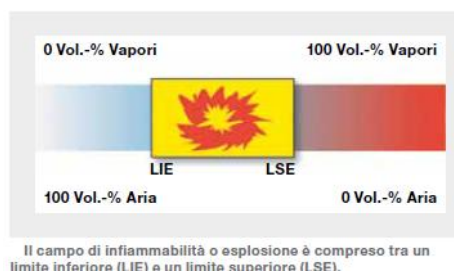 0 Vol.-% Vapori 100 Vol.-% Vapori
LIE LSE
100 Vol.-% Aria 0 Vol.-% Aria
Il campo di infiammabilità o esplosione è compreso tra un
limite inferiore (LIE) e un limite superiore (LSE).